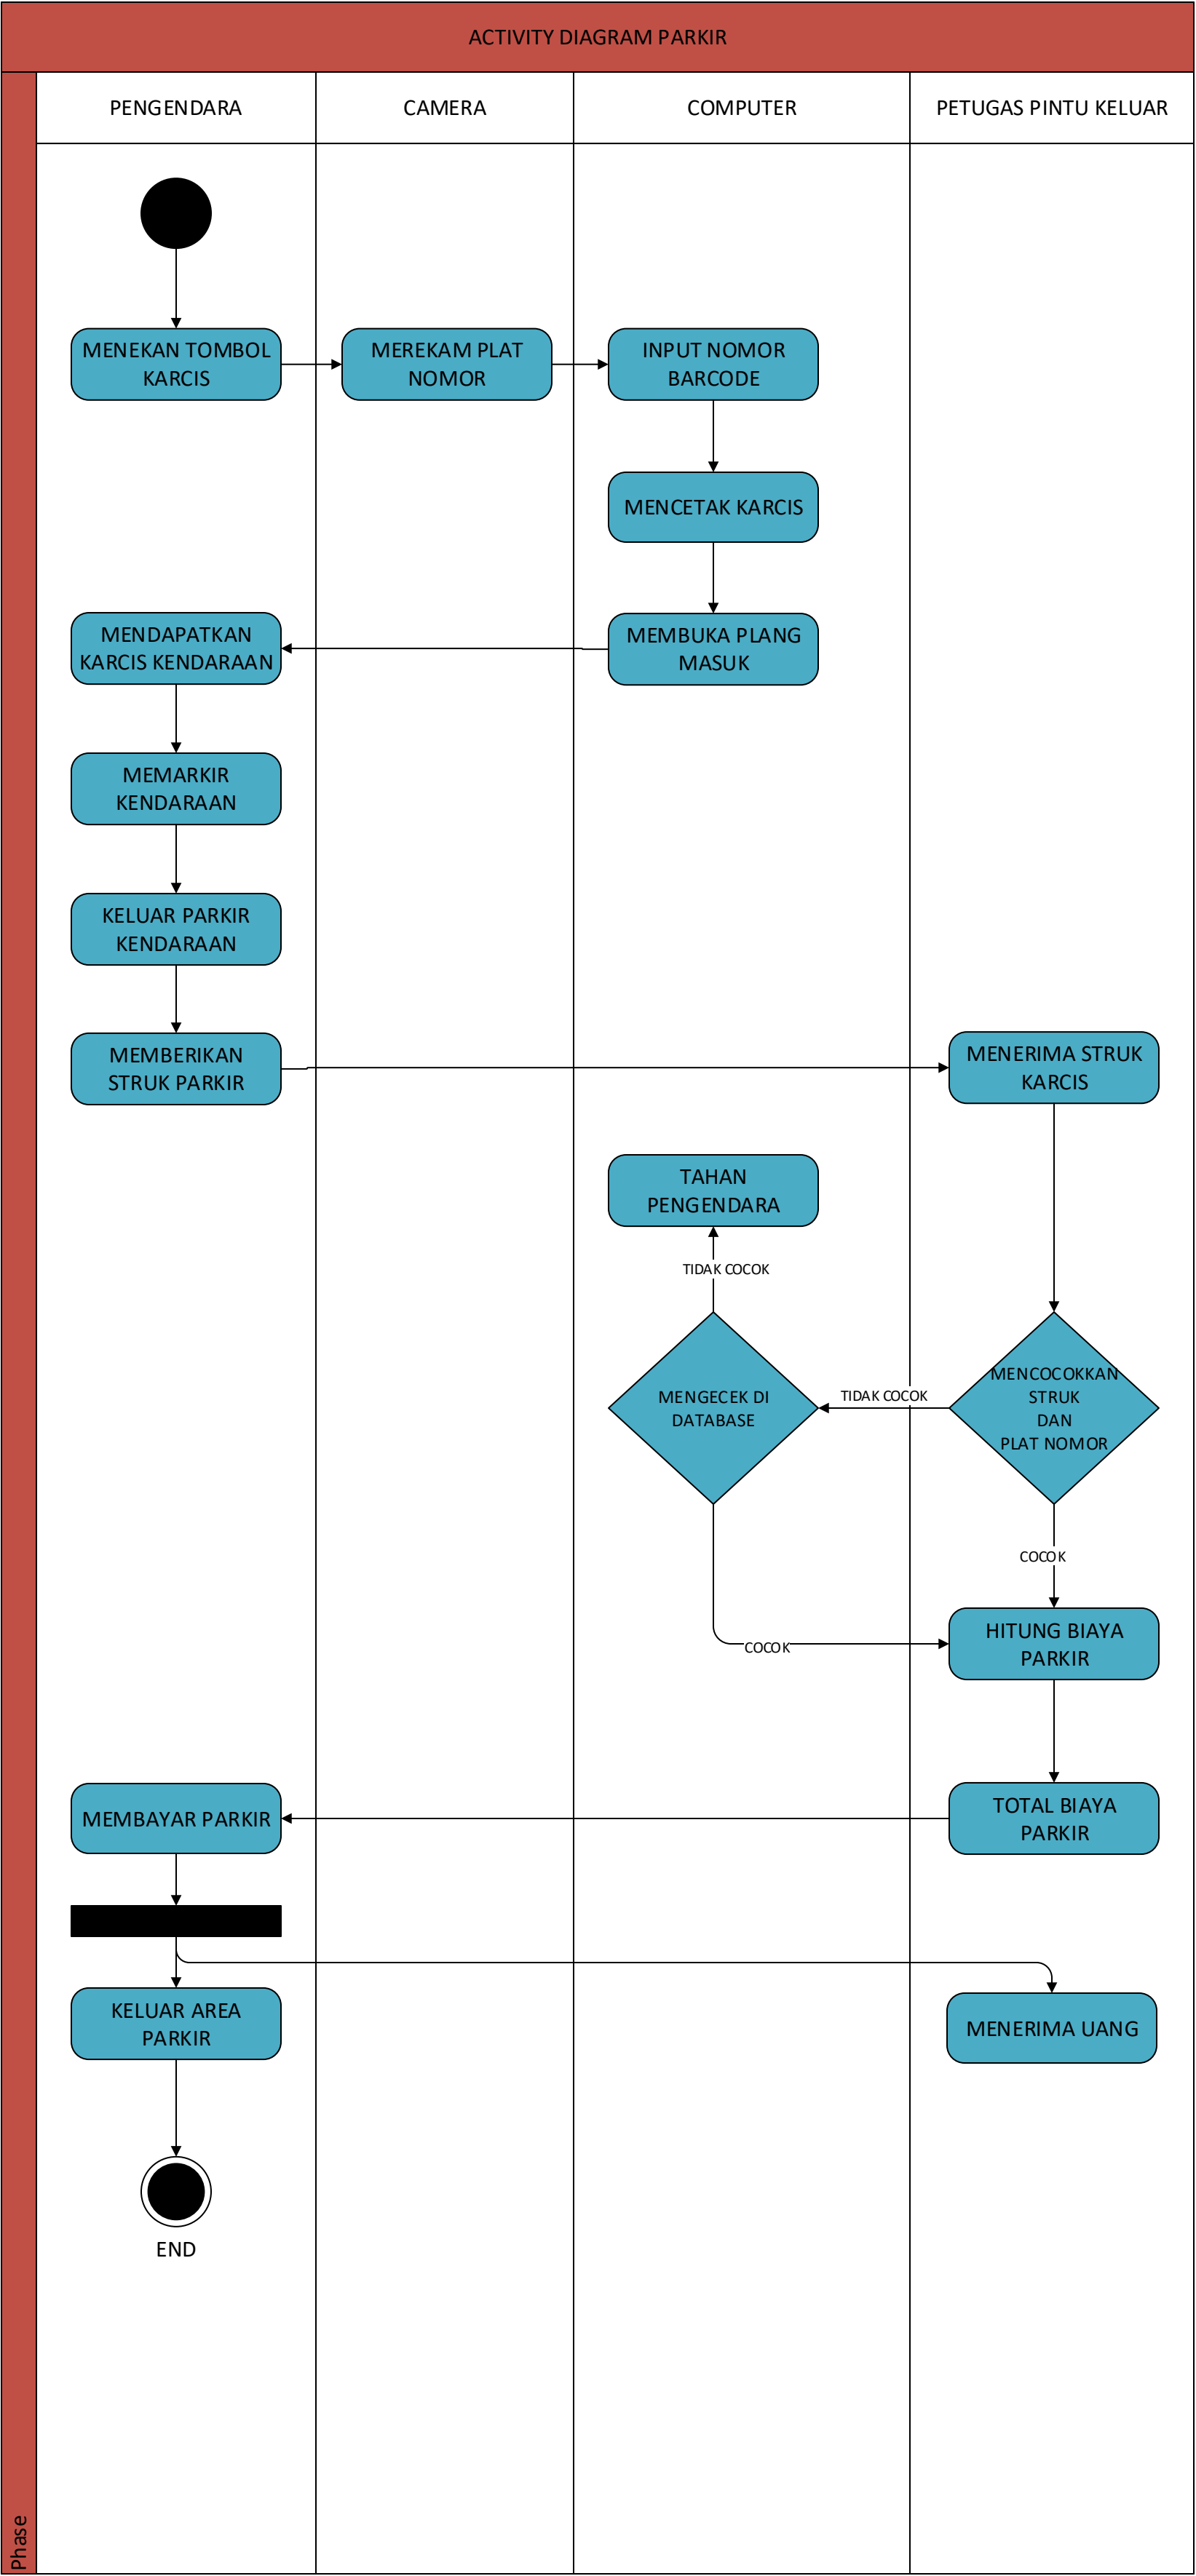 ACTIVITY DIAGRAM PARKIR
PENGENDARA
CAMERA
COMPUTER
PETUGAS PINTU KELUAR
MENEKAN TOMBOL
KARCIS
MEREKAM PLAT
NOMOR
INPUT NOMOR
BARCODE
MENCETAK KARCIS
MENDAPATKAN
KARCIS KENDARAAN
MEMBUKA PLANG
MASUK
MEMARKIR
KENDARAAN
KELUAR PARKIR
KENDARAAN
MEMBERIKAN
STRUK PARKIR
MENERIMA STRUK
KARCIS
TAHAN
PENGENDARA
TIDAK COCOK
MENGECEK DI
DATABASE
TIDAK COCOK
MENCOCOKKAN
STRUK
DAN
PLAT NOMOR
COCOK
COCOK
HITUNG BIAYA
PARKIR
MEMBAYAR PARKIR
TOTAL BIAYA
PARKIR
KELUAR AREA
PARKIR
MENERIMA UANG
END
Phase